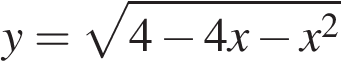 y = √(4 − 4x − x²)